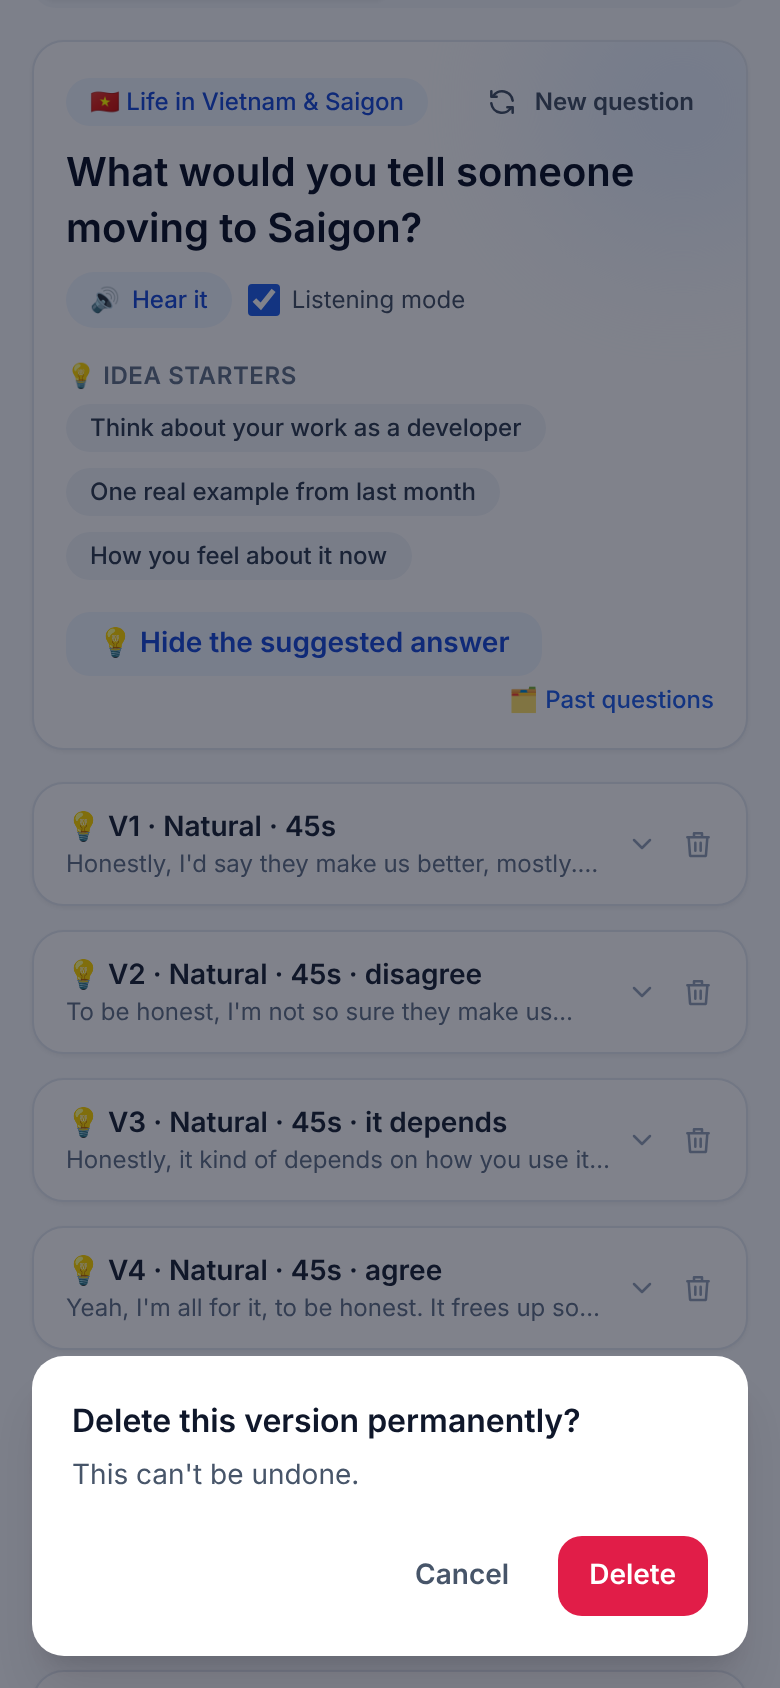 🇻🇳 Life in Vietnam & Saigon
New question
What would you tell someone
moving to Saigon?
🔊 Hear it
Listening mode
💡 IDEA STARTERS
Think about your work as a developer
One real example from last month
How you feel about it now
💡 Hide the suggested answer
🗂️ Past questions
💡 V1 · Natural · 45s
Honestly, I'd say they make us better, mostly....
💡 V2 · Natural · 45s · disagree
To be honest, I'm not so sure they make us...
💡 V3 · Natural · 45s · it depends
Honestly, it kind of depends on how you use it...
💡 V4 · Natural · 45s · agree
Yeah, I'm all for it, to be honest. It frees up so...
Delete this version permanently?
This can't be undone.
Cancel
Delete